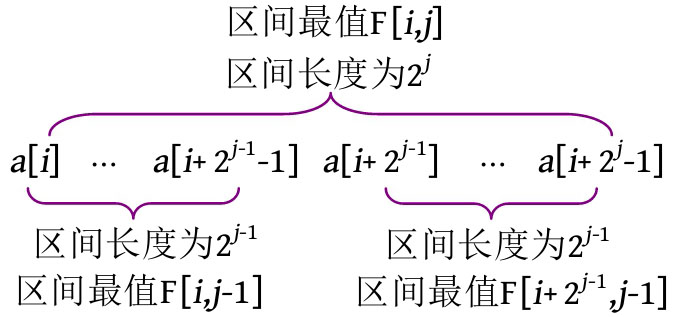 区间最值F[i,j]
区间长度为2^j
a[i] ... a[i+2^{j-1}-1] a[i+2^{j-1}] ... a[i+2^j-1]
区间长度为2^{j-1} 区间长度为2^{j-1}
区间最值F[i,j-1] 区间最值F[i+2^{j-1},j-1]